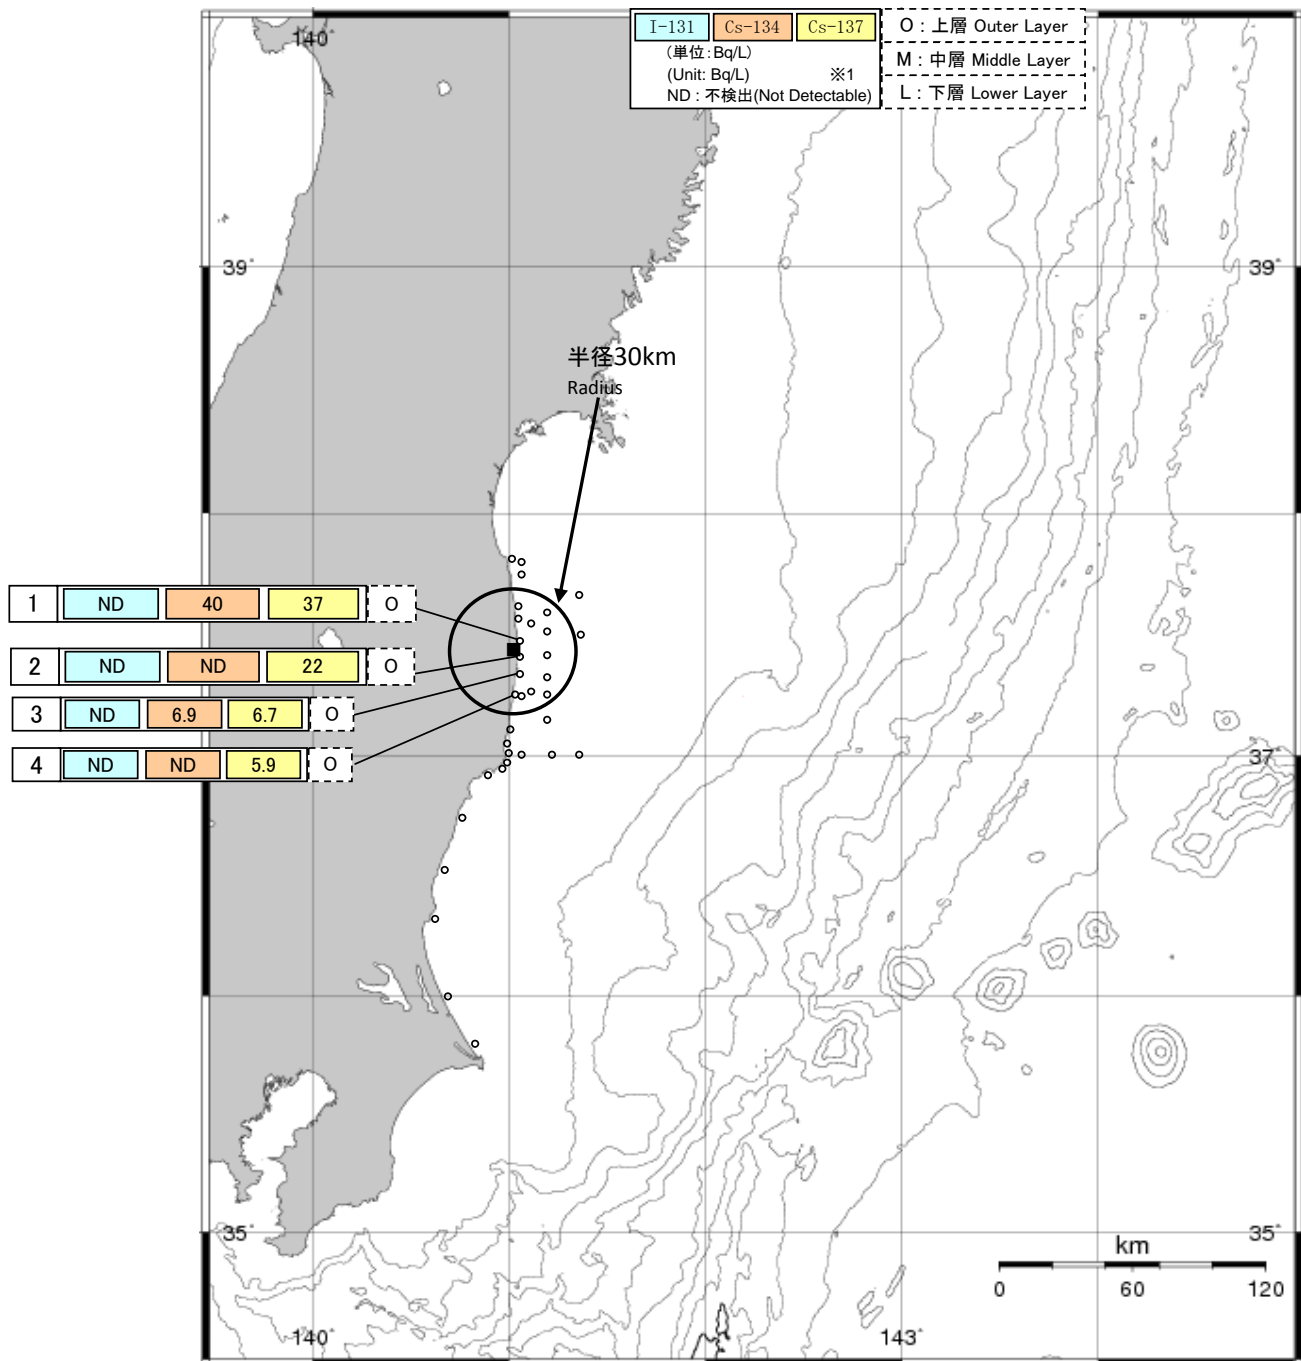 I-131 Cs-134 Cs-137
(単位:Bq/L)
(Unit: Bq/L) ※1
ND : 不検出(Not Detectable)
O : 上層 Outer Layer
M : 中層 Middle Layer
L : 下層 Lower Layer
140°
39° 39°
半径30km
Radius
1 ND 40 37 O
2 ND ND 22 O
3 ND 6.9 6.7 O
4 ND ND 5.9 O
37°
35° 35°
km
0 60 120
140° 143°